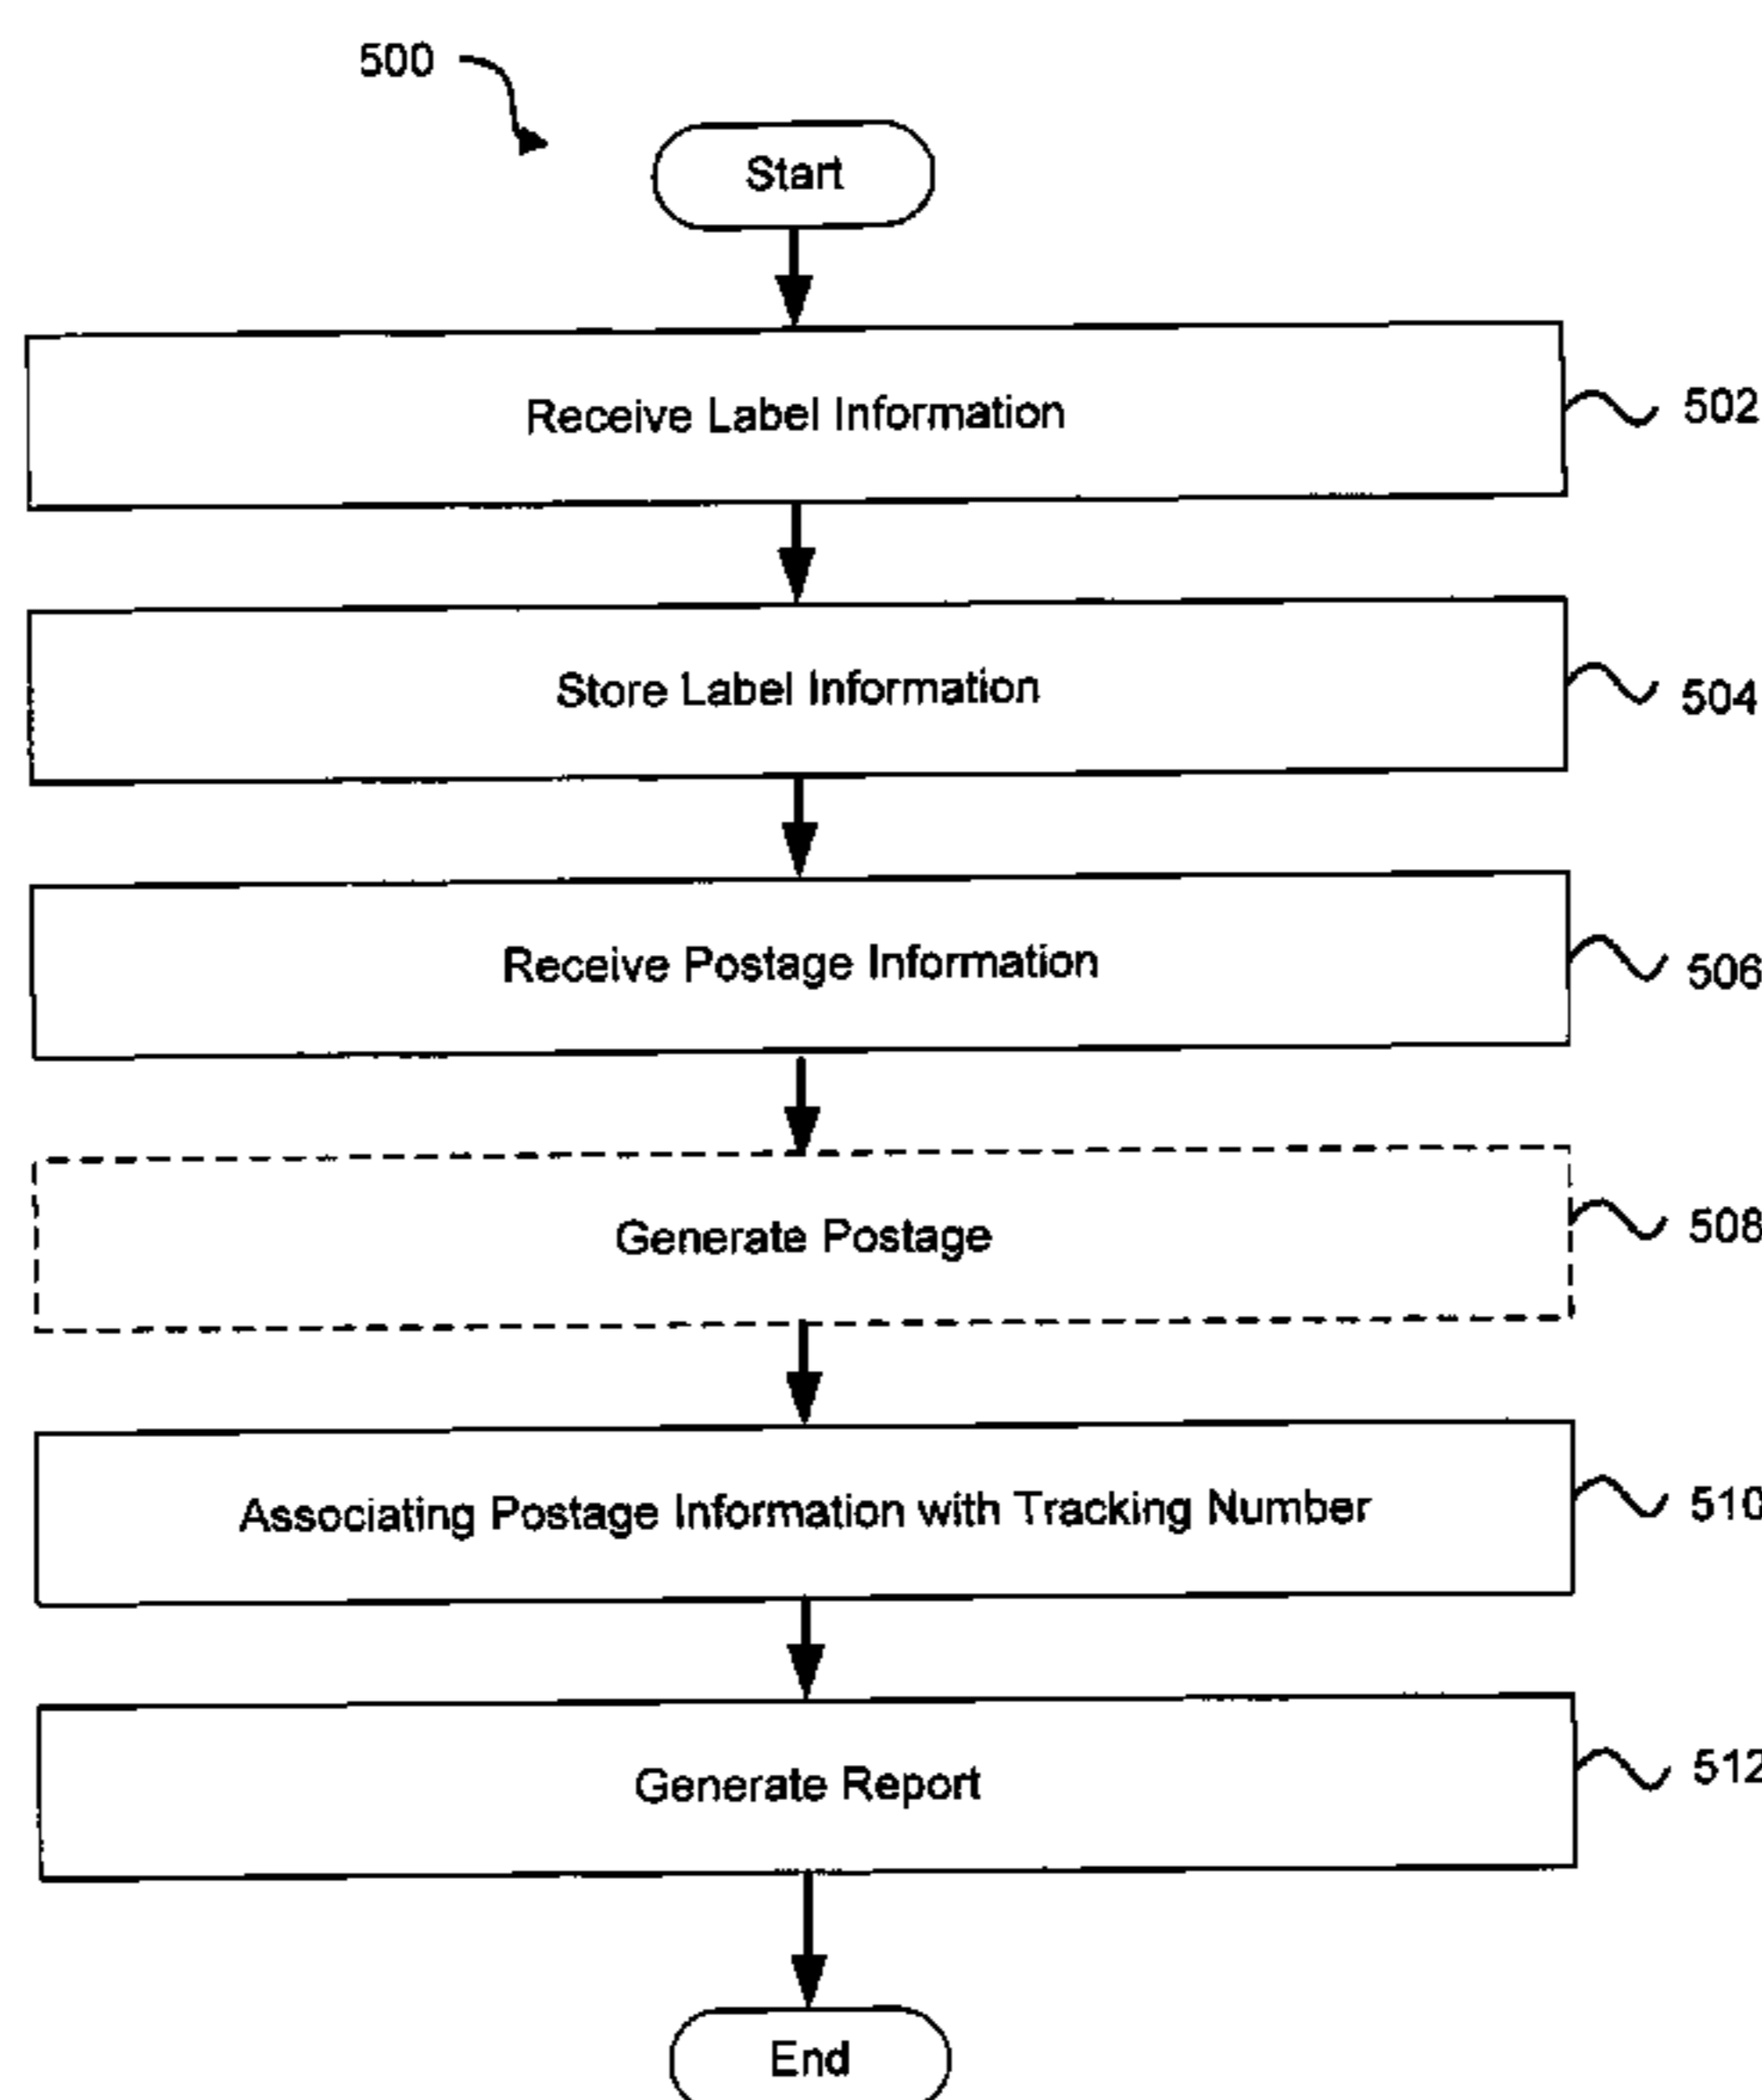 500
Start
Receive Label Information
502
Store Label Information
504
Receive Postage Information
506
Generate Postage
508
Associating Postage Information with Tracking Number
510
Generate Report
512
End